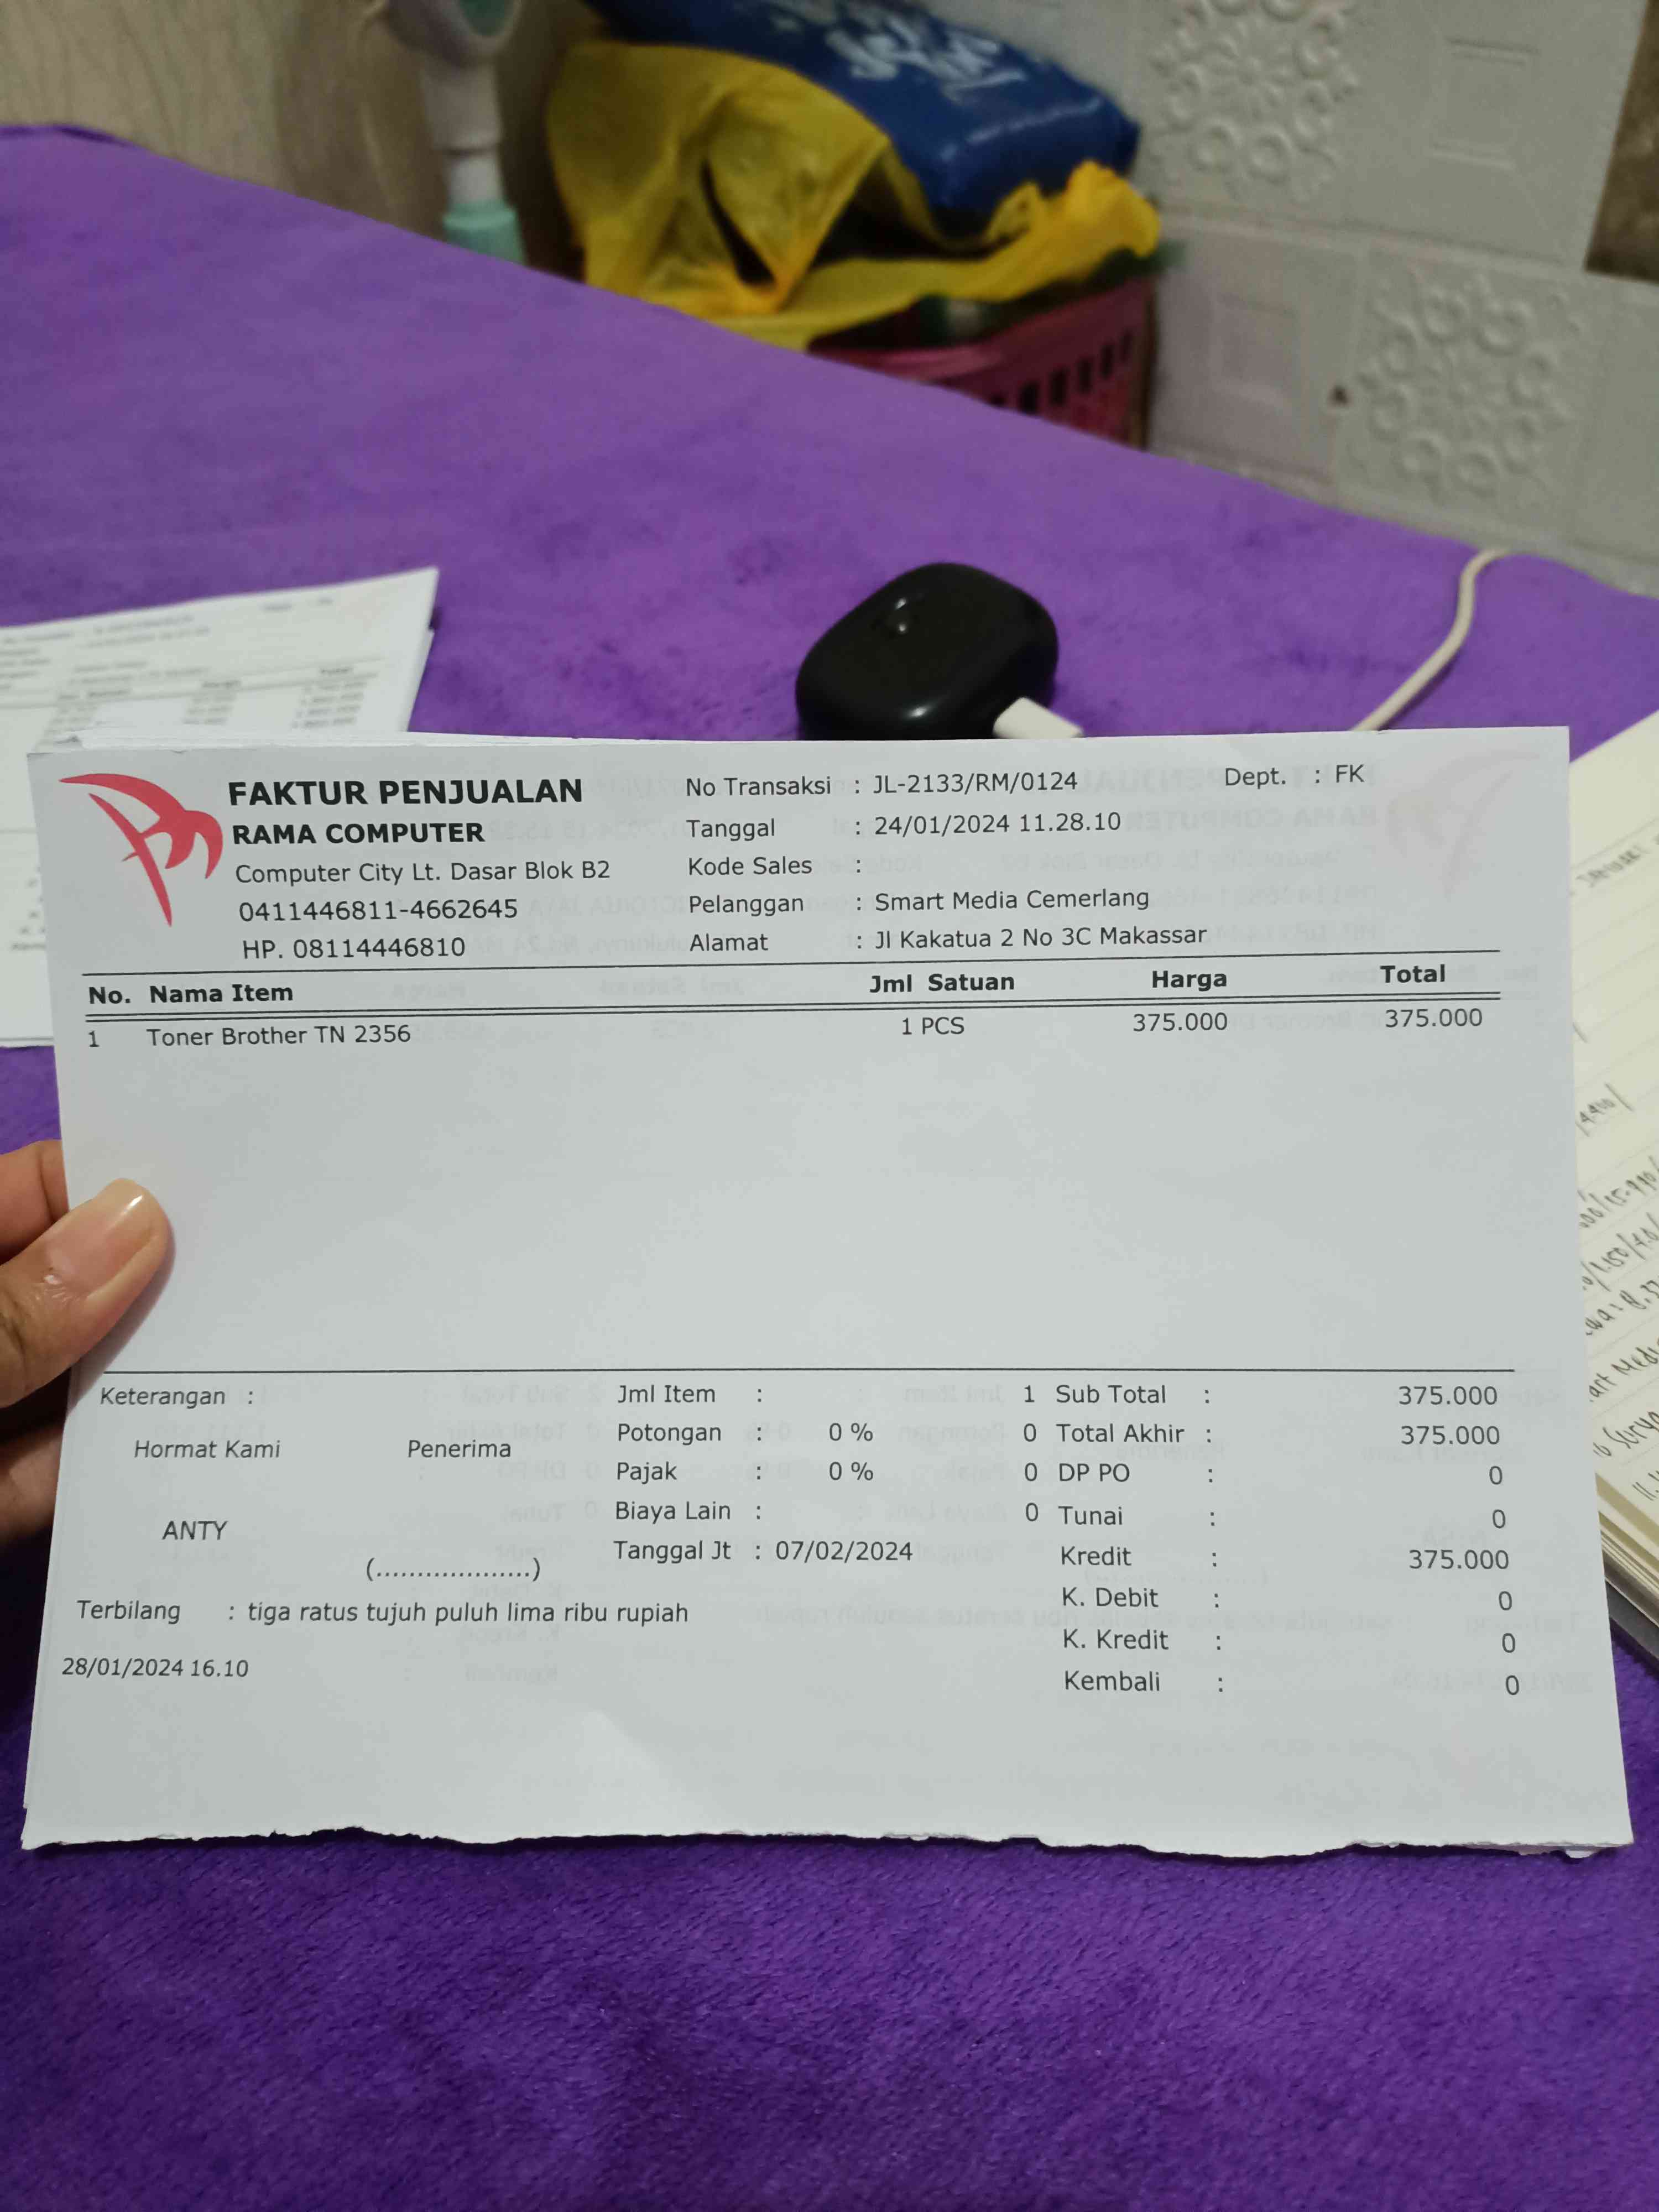 FAKTUR PENJUALAN
RAMA COMPUTER
Computer City Lt. Dasar Blok B2
0411446811-4662645
HP. 08114446810
No Transaksi : JL-2133/RM/0124 Dept. : FK
Tanggal : 24/01/2024 11.28.10
Kode Sales :
Pelanggan : Smart Media Cemerlang
Alamat : Jl Kakatua 2 No 3C Makassar
No. Nama Item Jml Satuan Harga Total
1 Toner Brother TN 2356 1 PCS 375.000 375.000
Keterangan :
Hormat Kami Penerima
ANTY
(...................)
Jml Item : 1
Potongan : 0 % 0
Pajak : 0 % 0
Biaya Lain : 0
Tanggal Jt : 07/02/2024
Sub Total : 375.000
Total Akhir : 375.000
DP PO : 0
Tunai : 0
Kredit : 375.000
K. Debit : 0
K. Kredit : 0
Kembali : 0
Terbilang : tiga ratus tujuh puluh lima ribu rupiah
28/01/2024 16.10